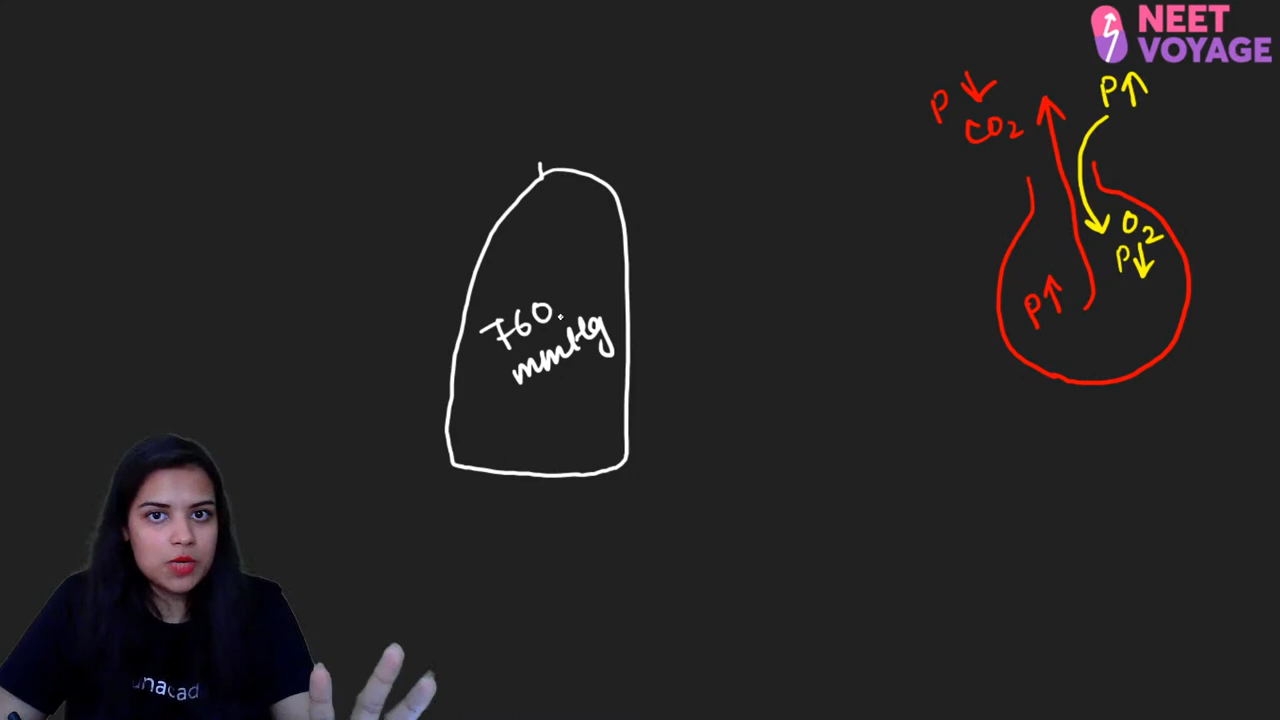 NEET
VOYAGE
P↓
CO2
P↑
O2
P↓
P↑
760
mmHg
unacad